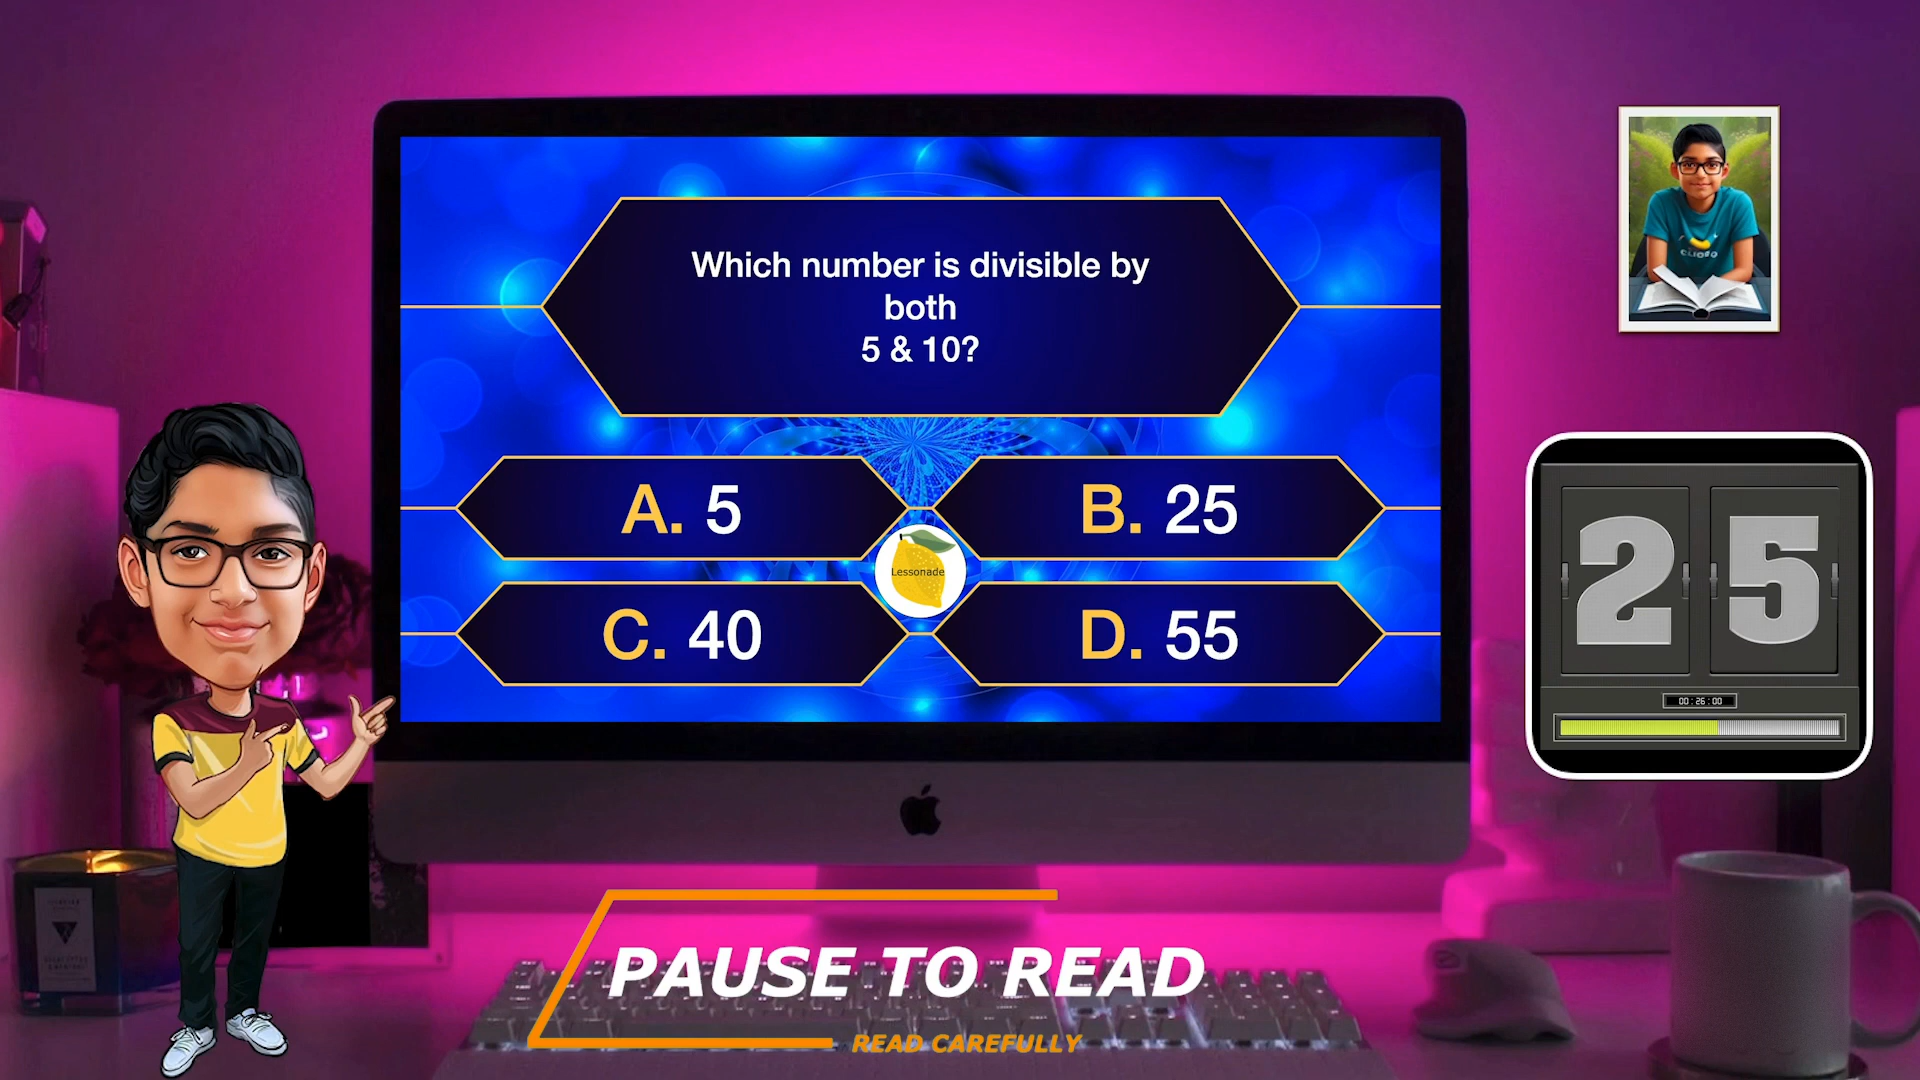 Which number is divisible by
both
5 & 10?
A. 5
B. 25
Lessonade
C. 40
D. 55
25
00:26:00
PAUSE TO READ
READ CAREFULLY